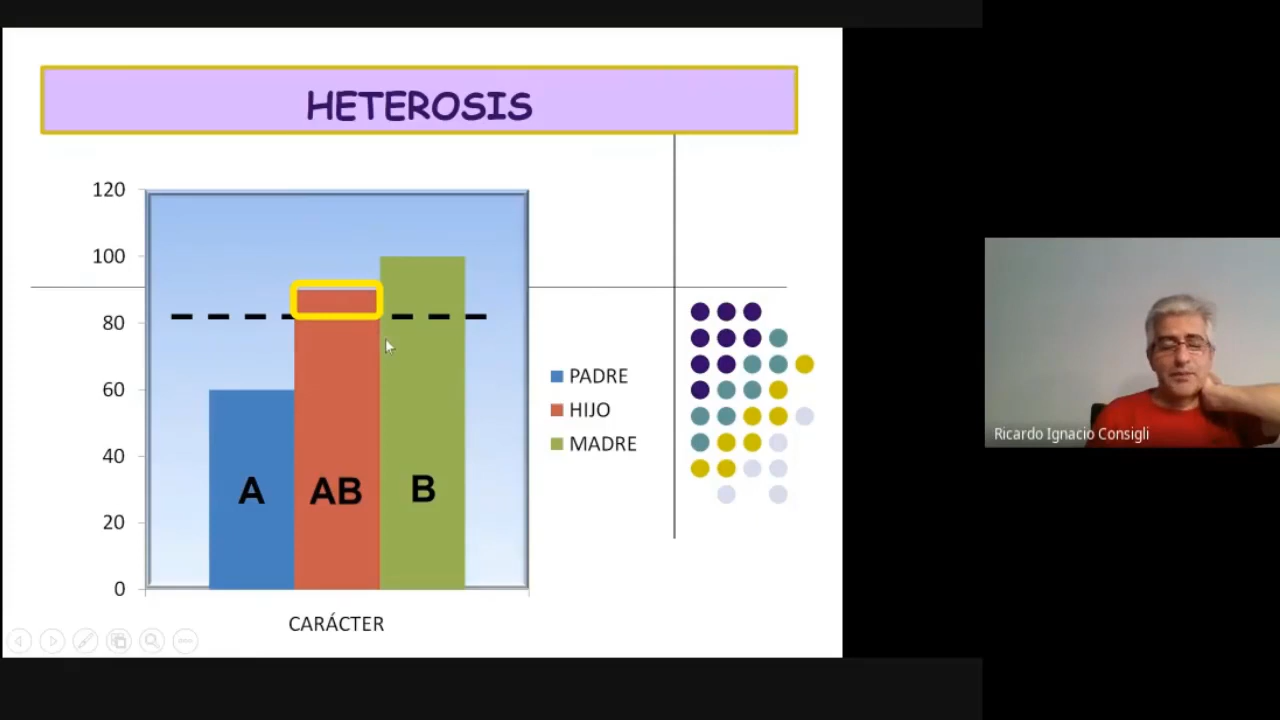 HETEROSIS
120
100
80
60
40
20
0
A
AB
B
CARÁCTER
PADRE
HIJO
MADRE
Ricardo Ignacio Consigli